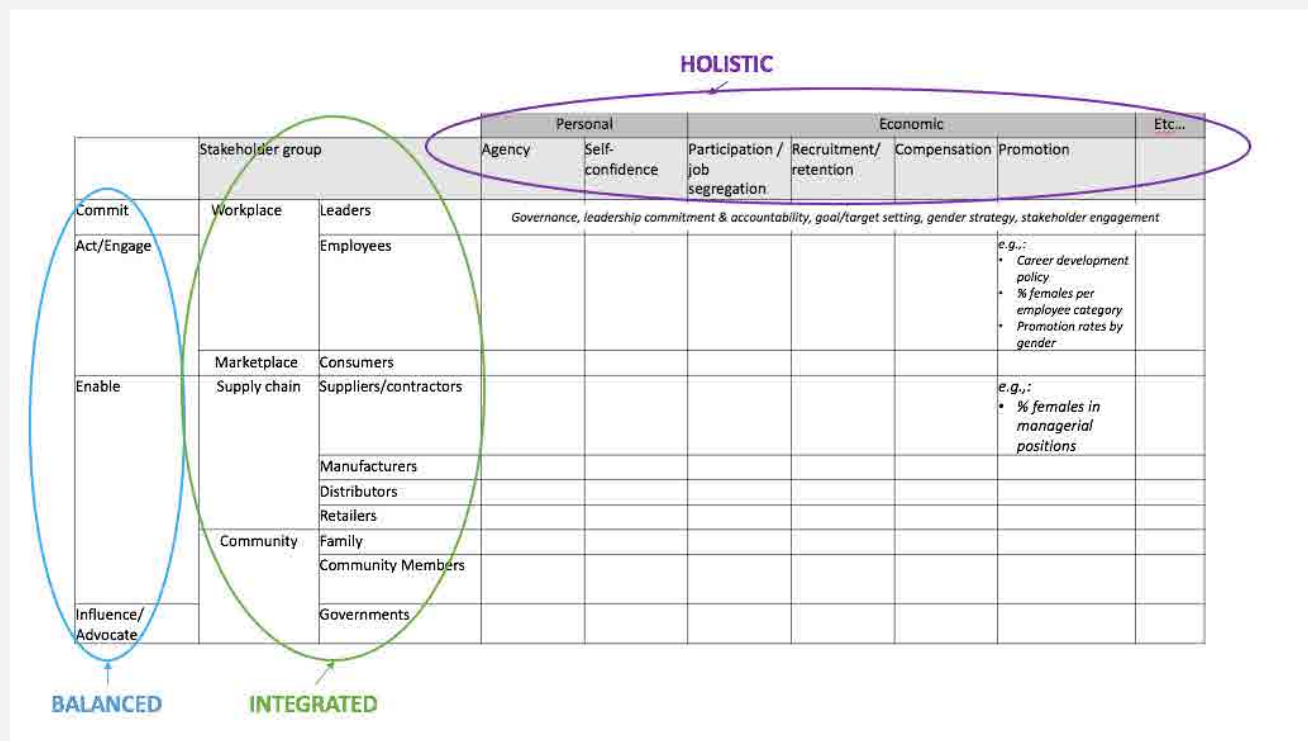 HOLISTIC
Personal Economic Etc...
Stakeholder group Agency Self- Participation / Recruitment/ Compensation Promotion
confidence job retention
segregation
Commit Workplace Leaders Governance, leadership commitment & accountability, goal/target setting, gender strategy, stakeholder engagement
Act/Engage Employees e.g.,:
• Career development
policy
• % females per
employee category
• Promotion rates by
gender
Marketplace Consumers
Enable Supply chain Suppliers/contractors e.g.,:
• % females in
managerial
positions
Manufacturers
Distributors
Retailers
Community Family
Community Members
Influence/ Governments
Advocate
BALANCED INTEGRATED